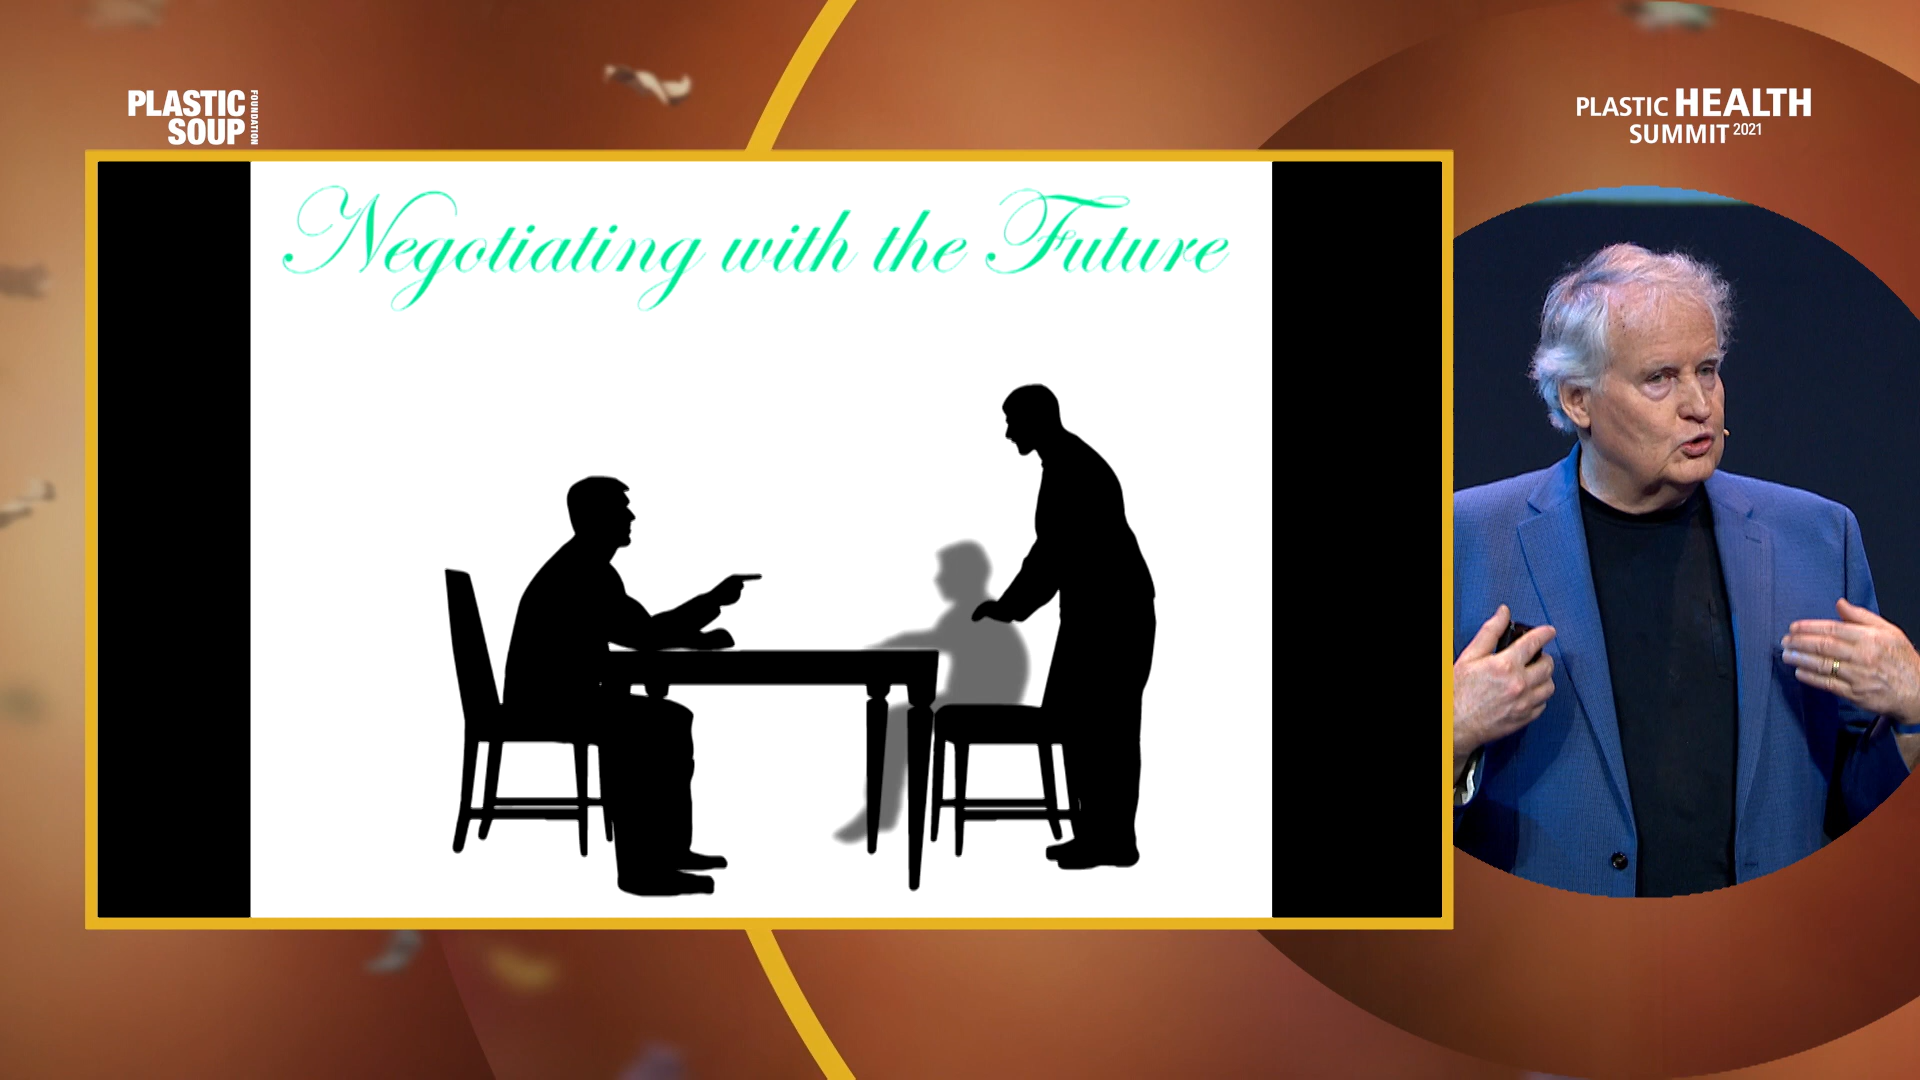 PLASTIC
SOUP
FOUNDATION
PLASTIC HEALTH
SUMMIT 2021
Negotiating with the Future